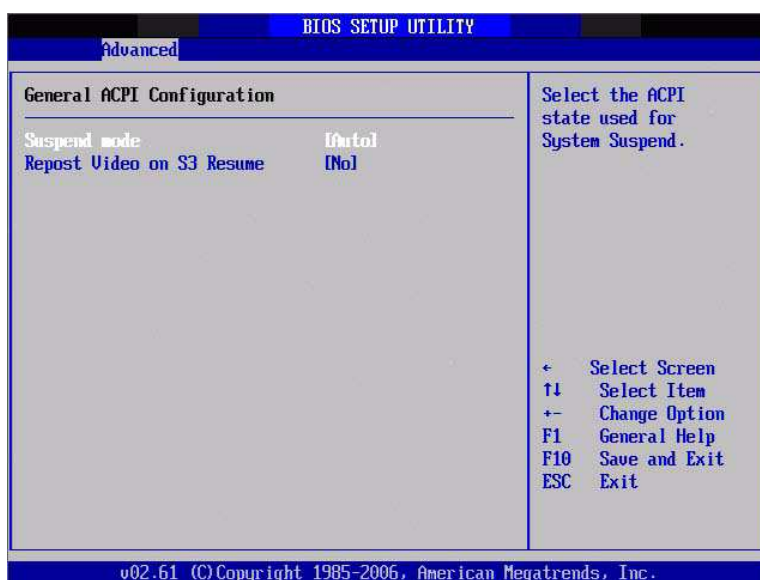 BIOS SETUP UTILITY
Advanced
General ACPI Configuration
Suspend mode [Auto]
Repost Video on S3 Resume [No]
Select the ACPI
state used for
System Suspend.
← Select Screen
↑↓ Select Item
+- Change Option
F1 General Help
F10 Save and Exit
ESC Exit
v02.61 (C)Copyright 1985-2006, American Megatrends, Inc.